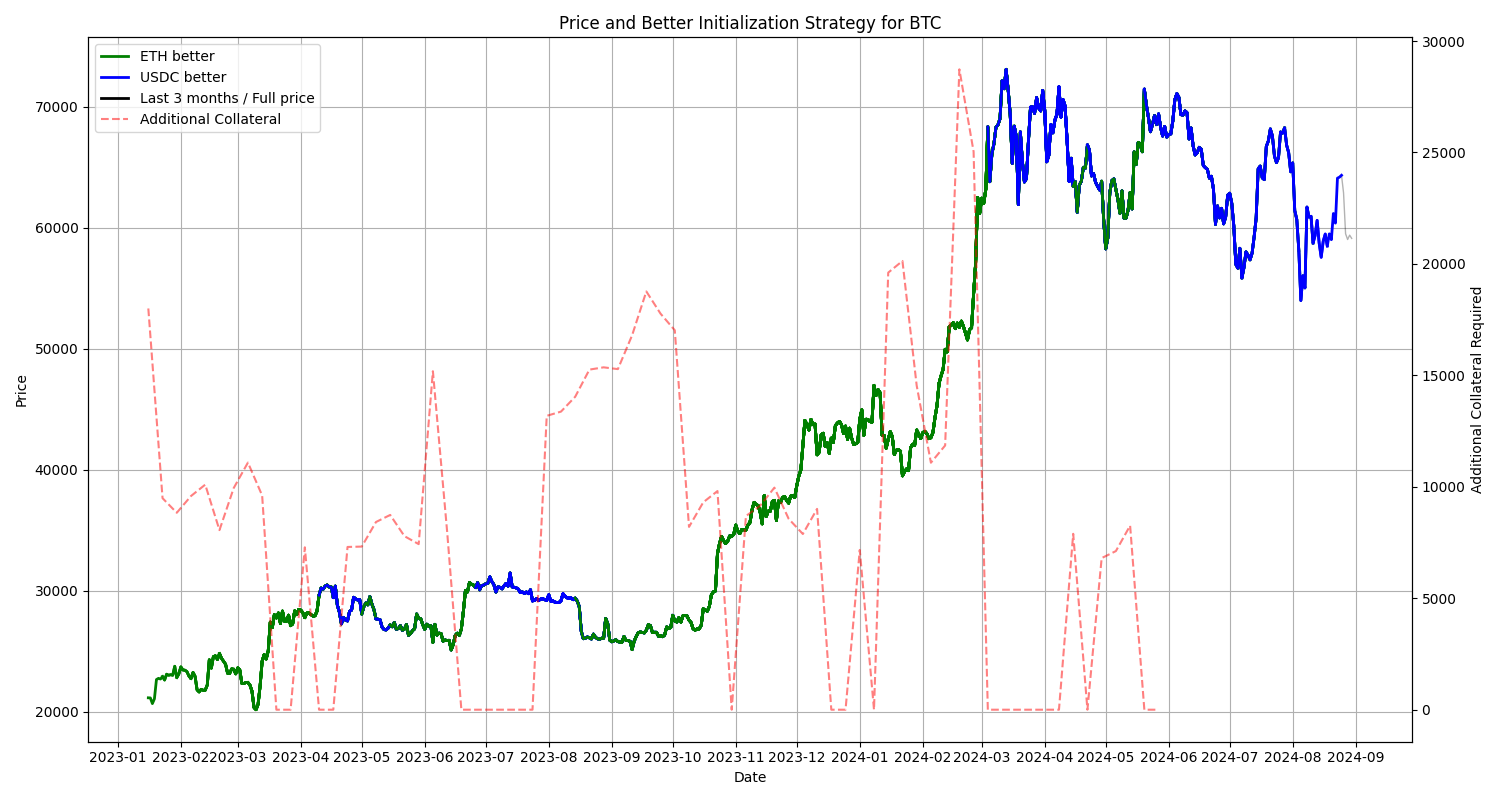 Price and Better Initialization Strategy for BTC
ETH better
USDC better
Last 3 months / Full price
Additional Collateral
Price
70000
60000
50000
40000
30000
20000
30000
25000
20000
15000
10000
5000
0
Additional Collateral Required
2023-01 2023-02 2023-03 2023-04 2023-05 2023-06 2023-07 2023-08 2023-09 2023-10 2023-11 2023-12 2024-01 2024-02 2024-03 2024-04 2024-05 2024-06 2024-07 2024-08 2024-09
Date